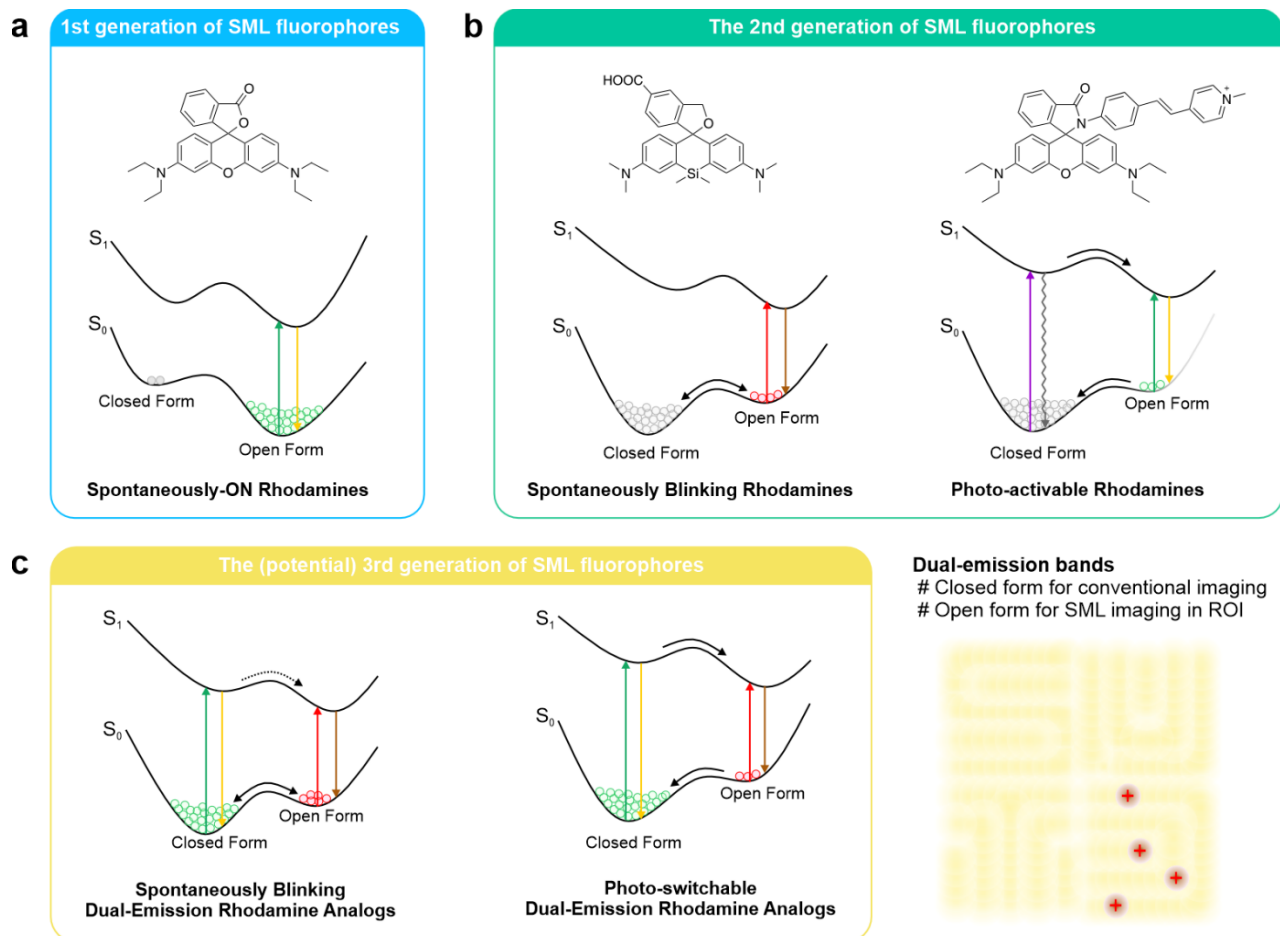 a
1st generation of SML fluorophores
O
O
N
O
N
S1
S0
Closed Form
Open Form
Spontaneously-ON Rhodamines
b
The 2nd generation of SML fluorophores
HOOC
O
N
Si
N
S1
S0
Closed Form
Open Form
Spontaneously Blinking Rhodamines
O
N
N+
N
O
N
S1
S0
Closed Form
Open Form
Photo-activable Rhodamines
c
The (potential) 3rd generation of SML fluorophores
S1
S0
Closed Form
Open Form
Spontaneously Blinking
Dual-Emission Rhodamine Analogs
S1
S0
Closed Form
Open Form
Photo-switchable
Dual-Emission Rhodamine Analogs
Dual-emission bands
# Closed form for conventional imaging
# Open form for SML imaging in ROI